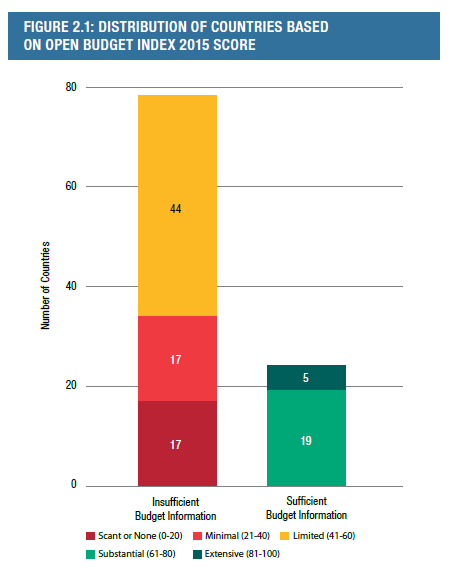 FIGURE 2.1: DISTRIBUTION OF COUNTRIES BASED
ON OPEN BUDGET INDEX 2015 SCORE
80
60
40
20
0
Number of Countries
44
17
17
5
19
Insufficient
Budget Information
Sufficient
Budget Information
Scant or None (0-20)
Minimal (21-40)
Limited (41-60)
Substantial (61-80)
Extensive (81-100)